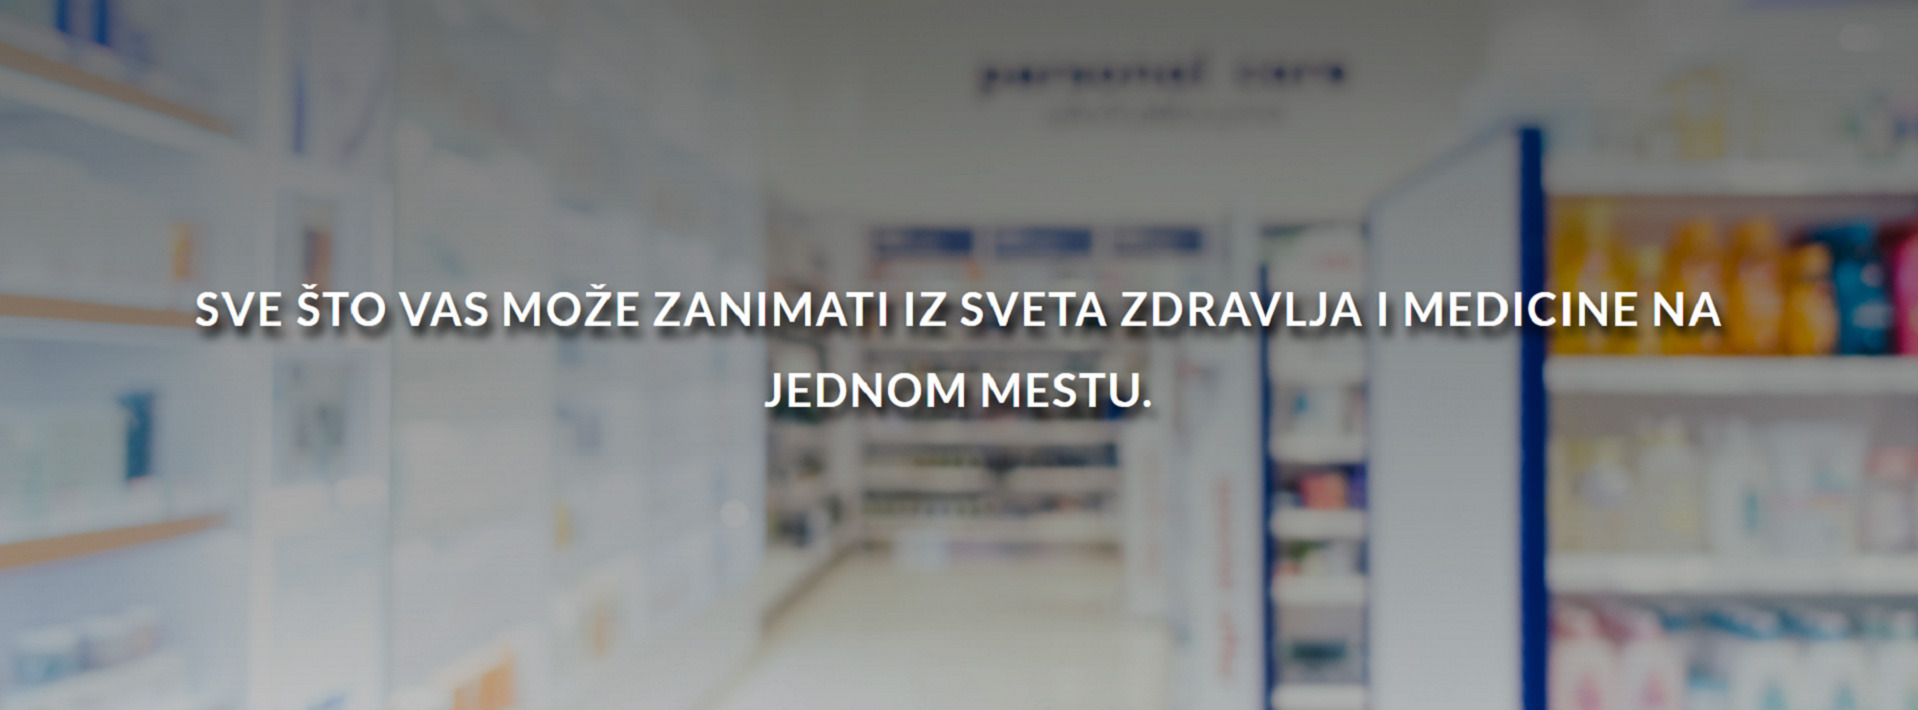 personal care
SVE ŠTO VAS MOŽE ZANIMATI IZ SVETA ZDRAVLJA I MEDICINE NA
JEDNOM MESTU.